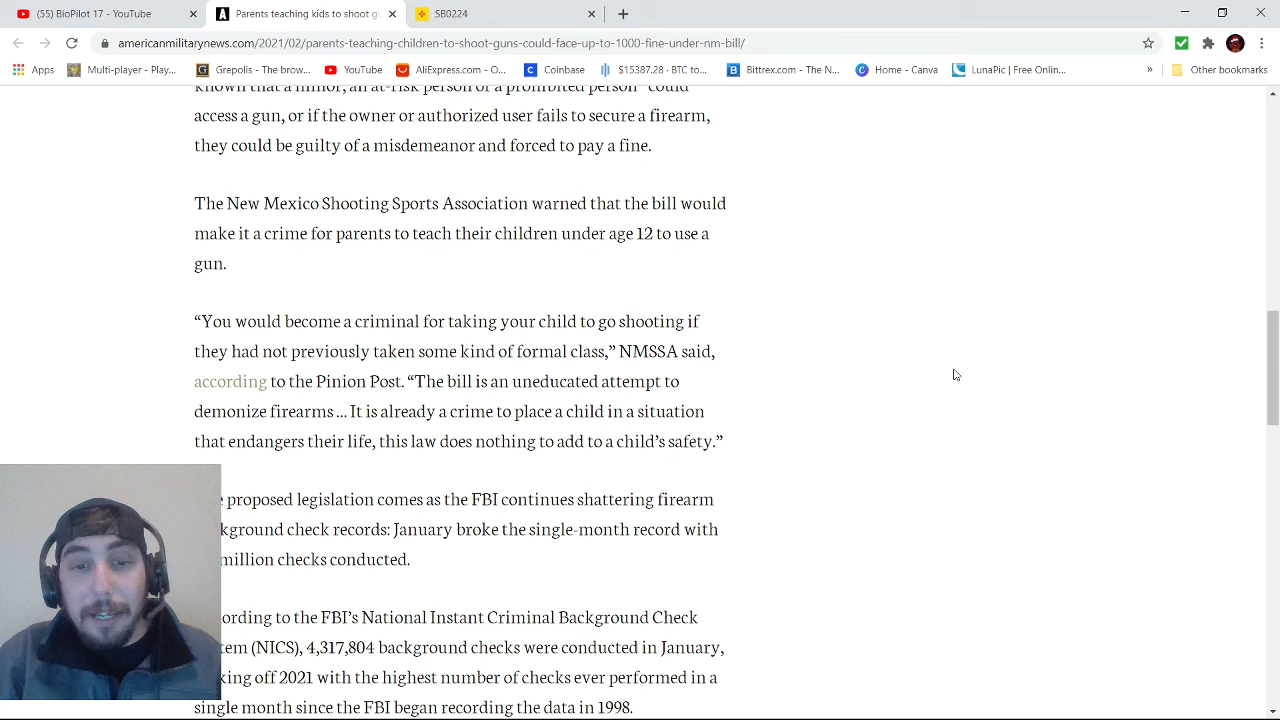 (55) BioPilot 17 - YouTube
Parents teaching kids to shoot gu
SB0224
americanmilitarynews.com/2021/02/parents-teaching-children-to-shoot-guns-could-face-up-to-1000-fine-under-nm-bill/
Apps
Multi-player - Play...
Grepolis - The brow...
YouTube
AliExpress.com - O...
Coinbase
$15387.28 - BTC to...
Bittrex.com - The N...
Home - Canva
LunaPic | Free Onlin...
»
Other bookmarks
known that a minor, an at-risk person or a prohibited person “could
access a gun, or if the owner or authorized user fails to secure a firearm,
they could be guilty of a misdemeanor and forced to pay a fine.
The New Mexico Shooting Sports Association warned that the bill would
make it a crime for parents to teach their children under age 12 to use a
gun.
“You would become a criminal for taking your child to go shooting if
they had not previously taken some kind of formal class,” NMSSA said,
according to the Pinion Post. “The bill is an uneducated attempt to
demonize firearms ... It is already a crime to place a child in a situation
that endangers their life, this law does nothing to add to a child’s safety.”
proposed legislation comes as the FBI continues shattering firearm
kground check records: January broke the single-month record with
million checks conducted.
ording to the FBI’s National Instant Criminal Background Check
tem (NICS), 4,317,804 background checks were conducted in January,
king off 2021 with the highest number of checks ever performed in a
single month since the FBI began recording the data in 1998.